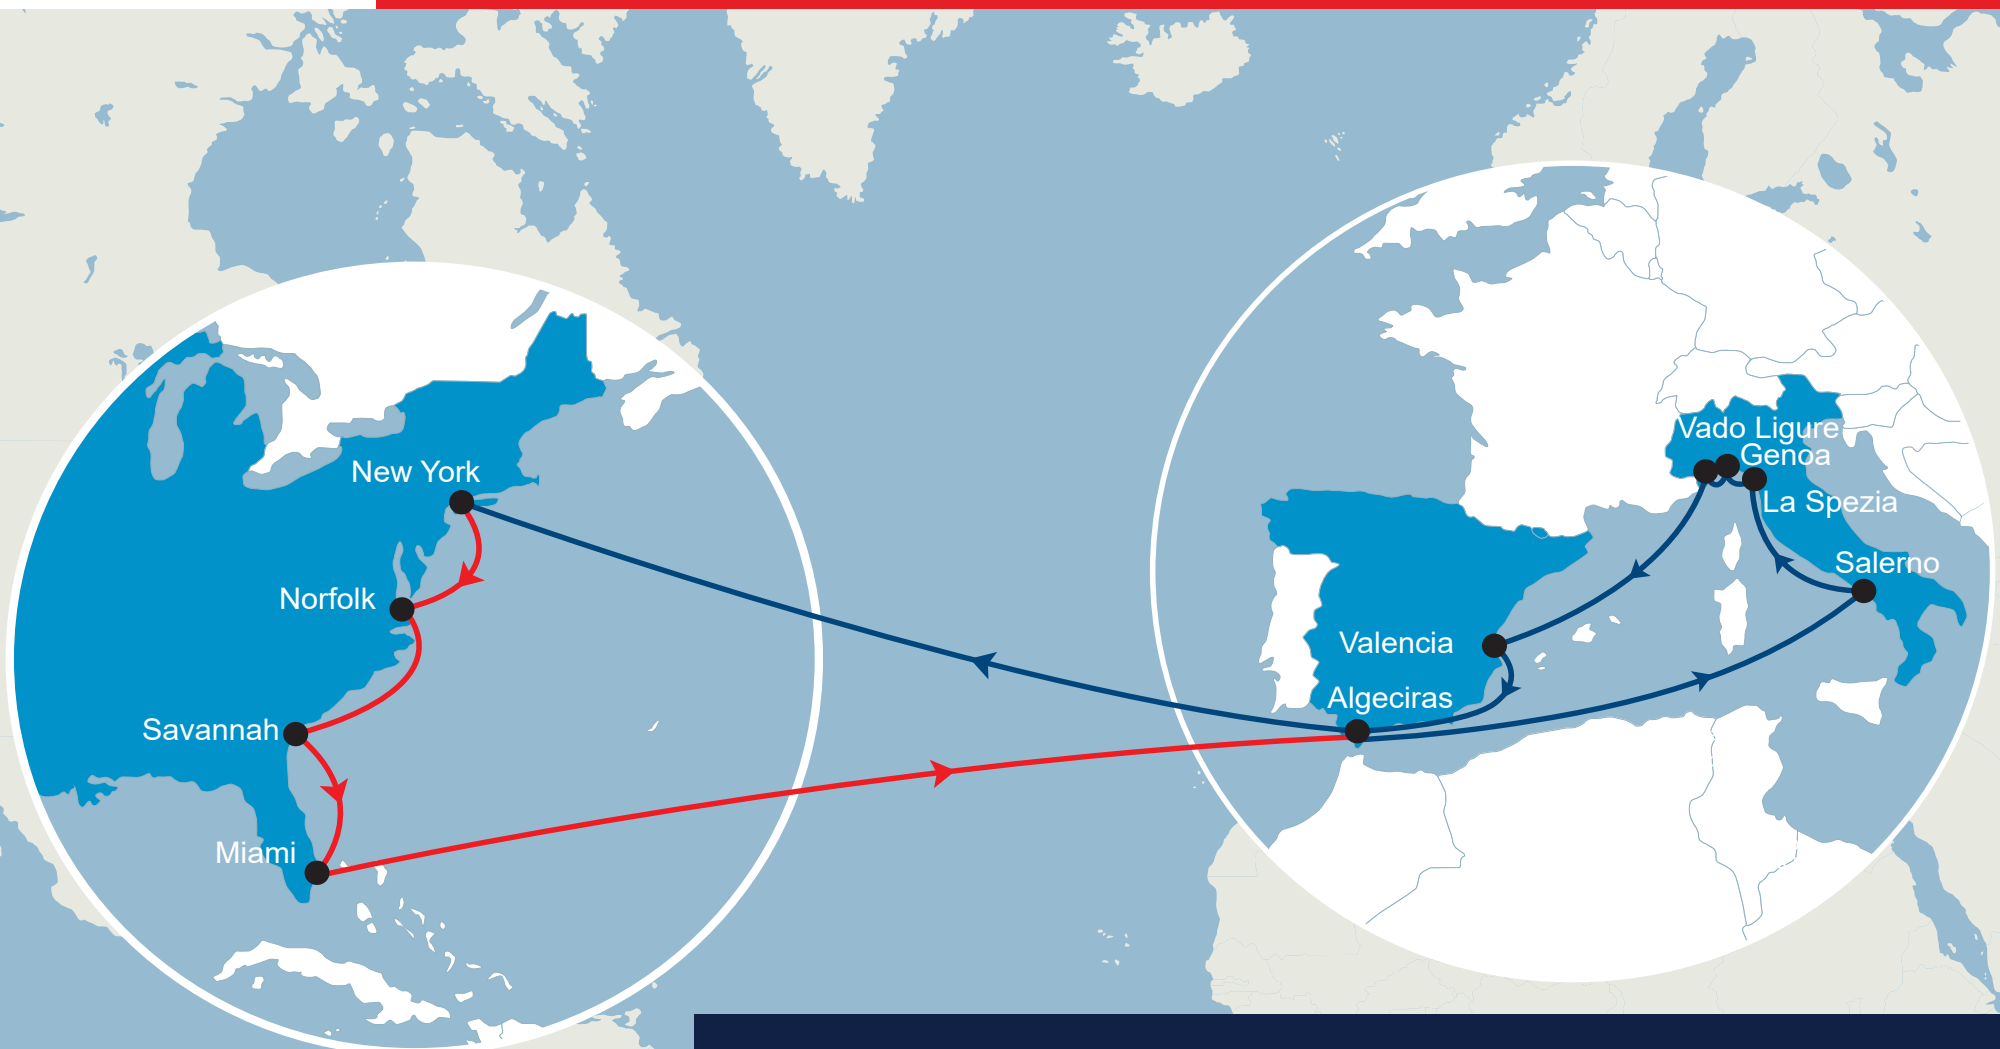 Vado Ligure
Genoa
New York
La Spezia
Salerno
Norfolk
Valencia
Algeciras
Savannah
Miami